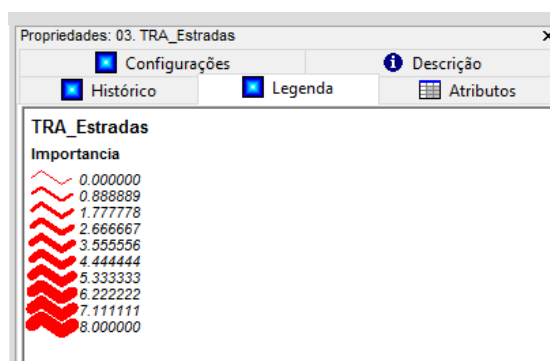 Propriedades: 03. TRA_Estradas
Configurações
Descrição
Histórico
Legenda
Atributos
TRA_Estradas
Importancia
0.000000
0.888889
1.777778
2.666667
3.555556
4.444444
5.333333
6.222222
7.111111
8.000000